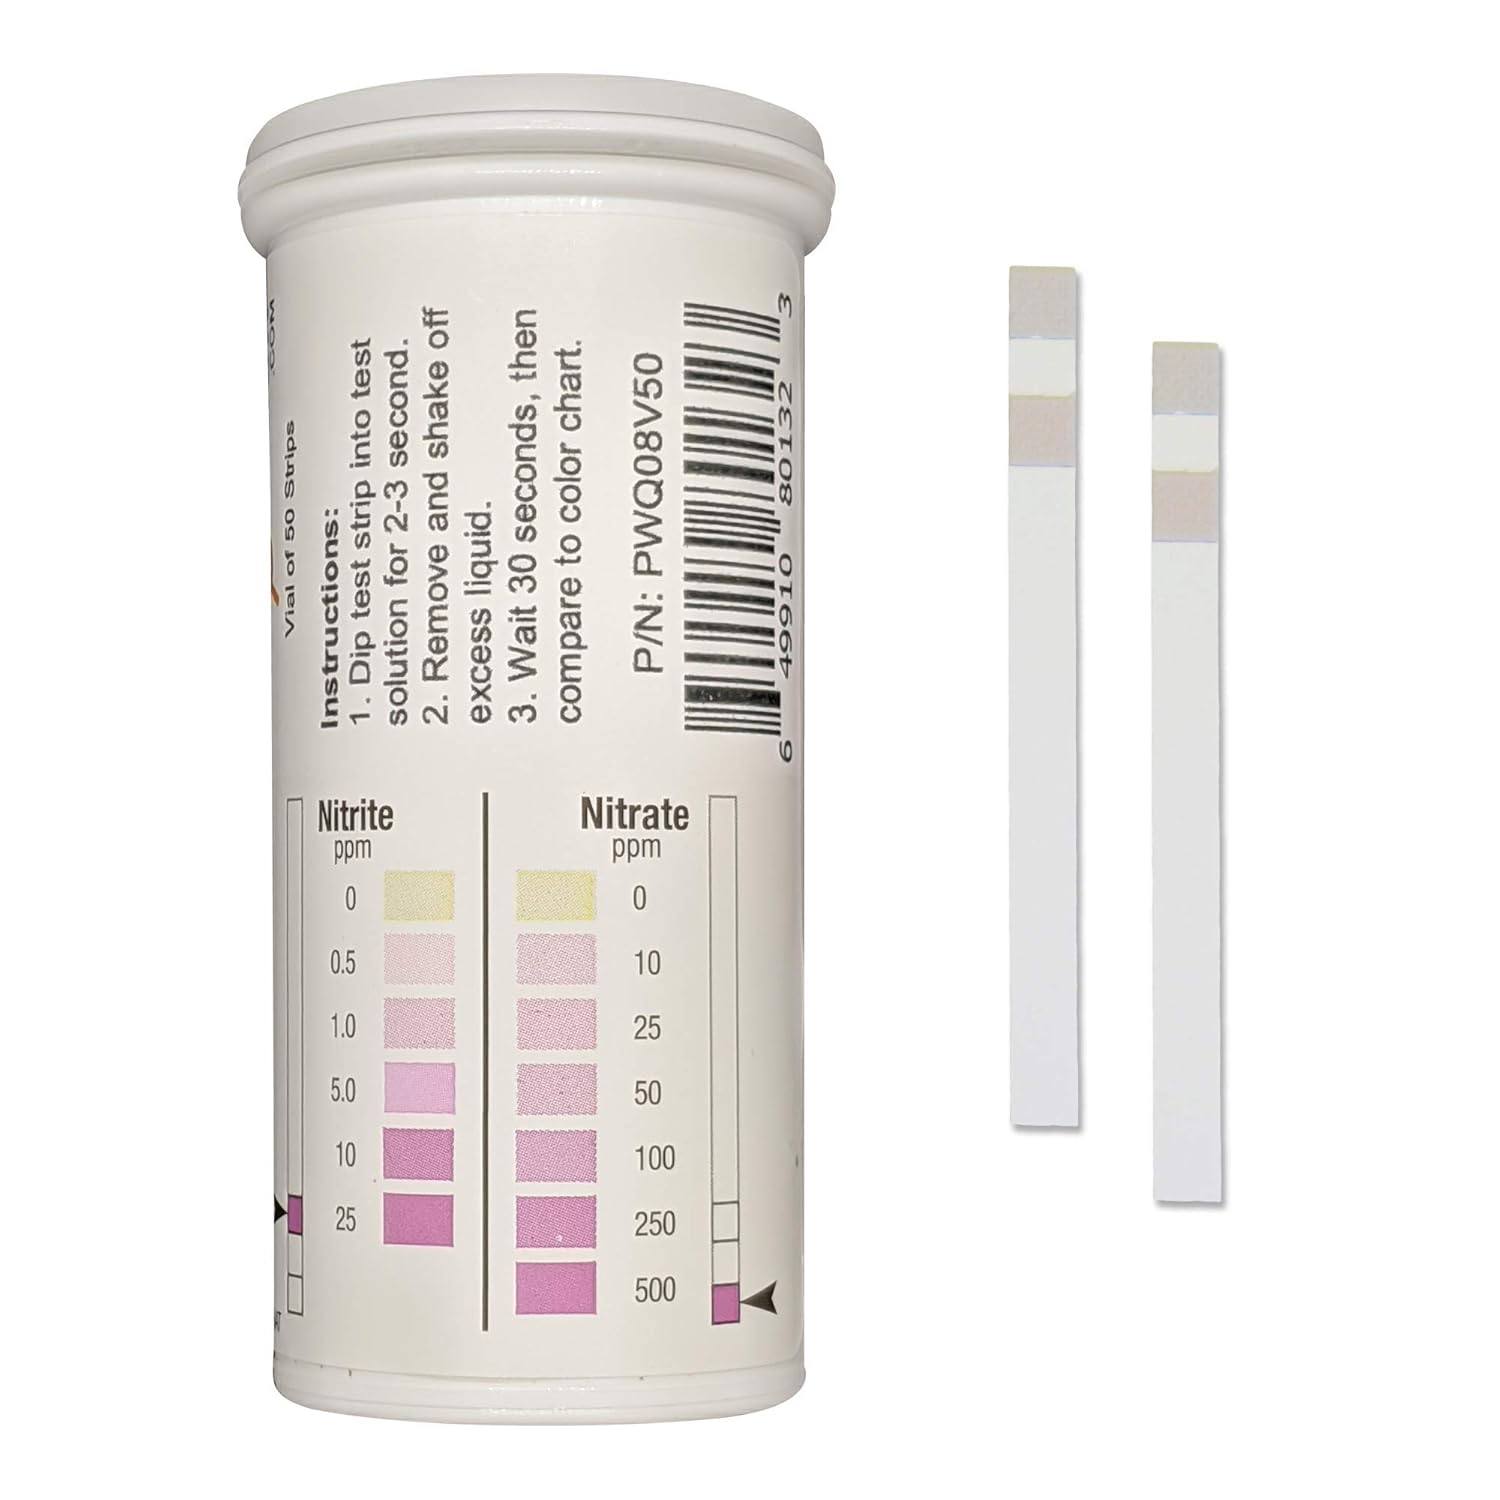 .COM
Vial of 50 Strips
Instructions:
1. Dip test strip into test
solution for 2-3 second.
2. Remove and shake off
excess liquid.
3. Wait 30 seconds, then
compare to color chart.
P/N: PWQ08V50
6 49910 80132 3
Nitrite
ppm
0
0.5
1.0
5.0
10
25
Nitrate
ppm
0
10
25
50
100
250
500